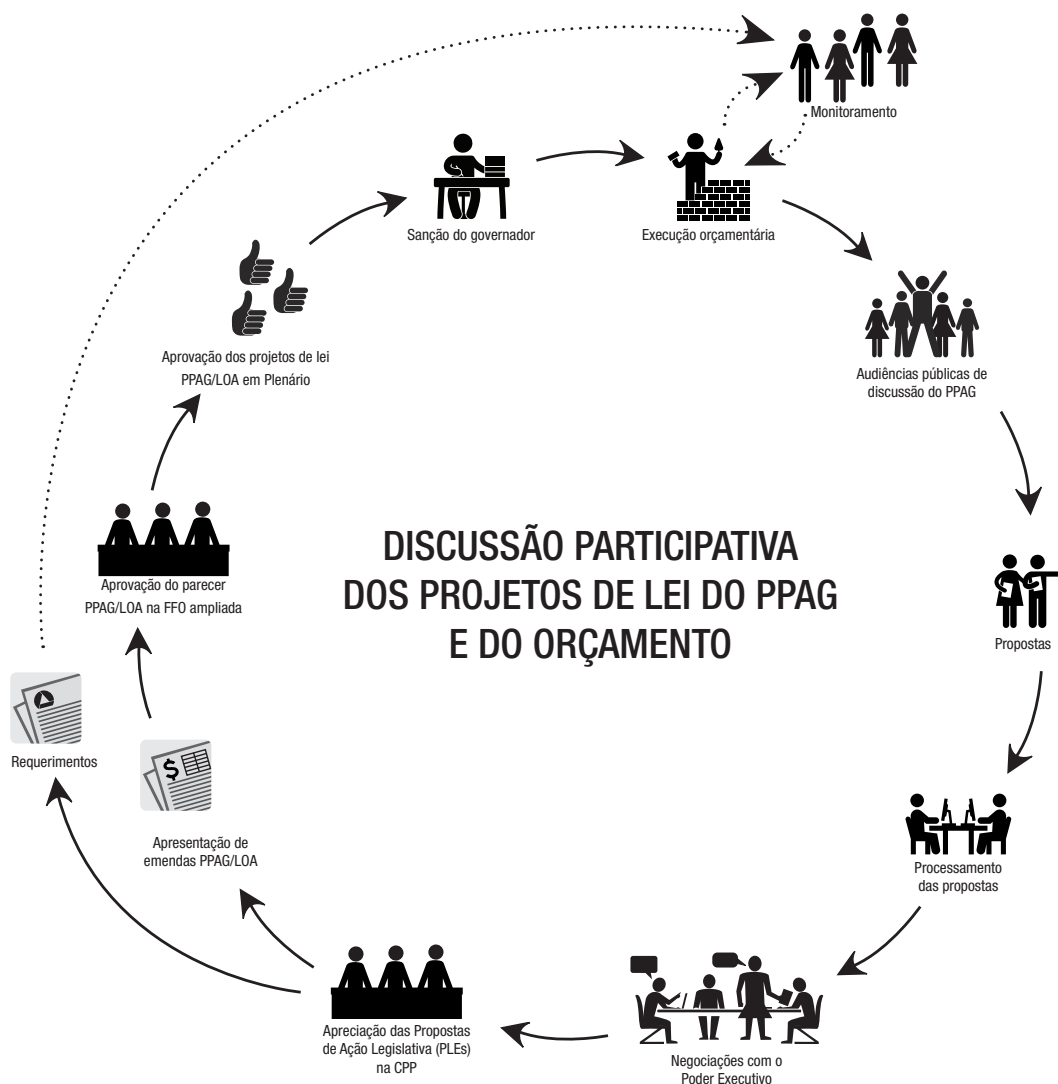 Monitoramento
Sanção do governador
Execução orçamentária
Audiências públicas de
discussão do PPAG
Propostas
Processamento
das propostas
Negociações com o
Poder Executivo
Apreciação das Propostas
de Ação Legislativa (PLEs)
na CPP
Requerimentos
Apresentação de
emendas PPAG/LOA
Aprovação do parecer
PPAG/LOA na FFO ampliada
Aprovação dos projetos de lei
PPAG/LOA em Plenário
DISCUSSÃO PARTICIPATIVA
DOS PROJETOS DE LEI DO PPAG
E DO ORÇAMENTO
$